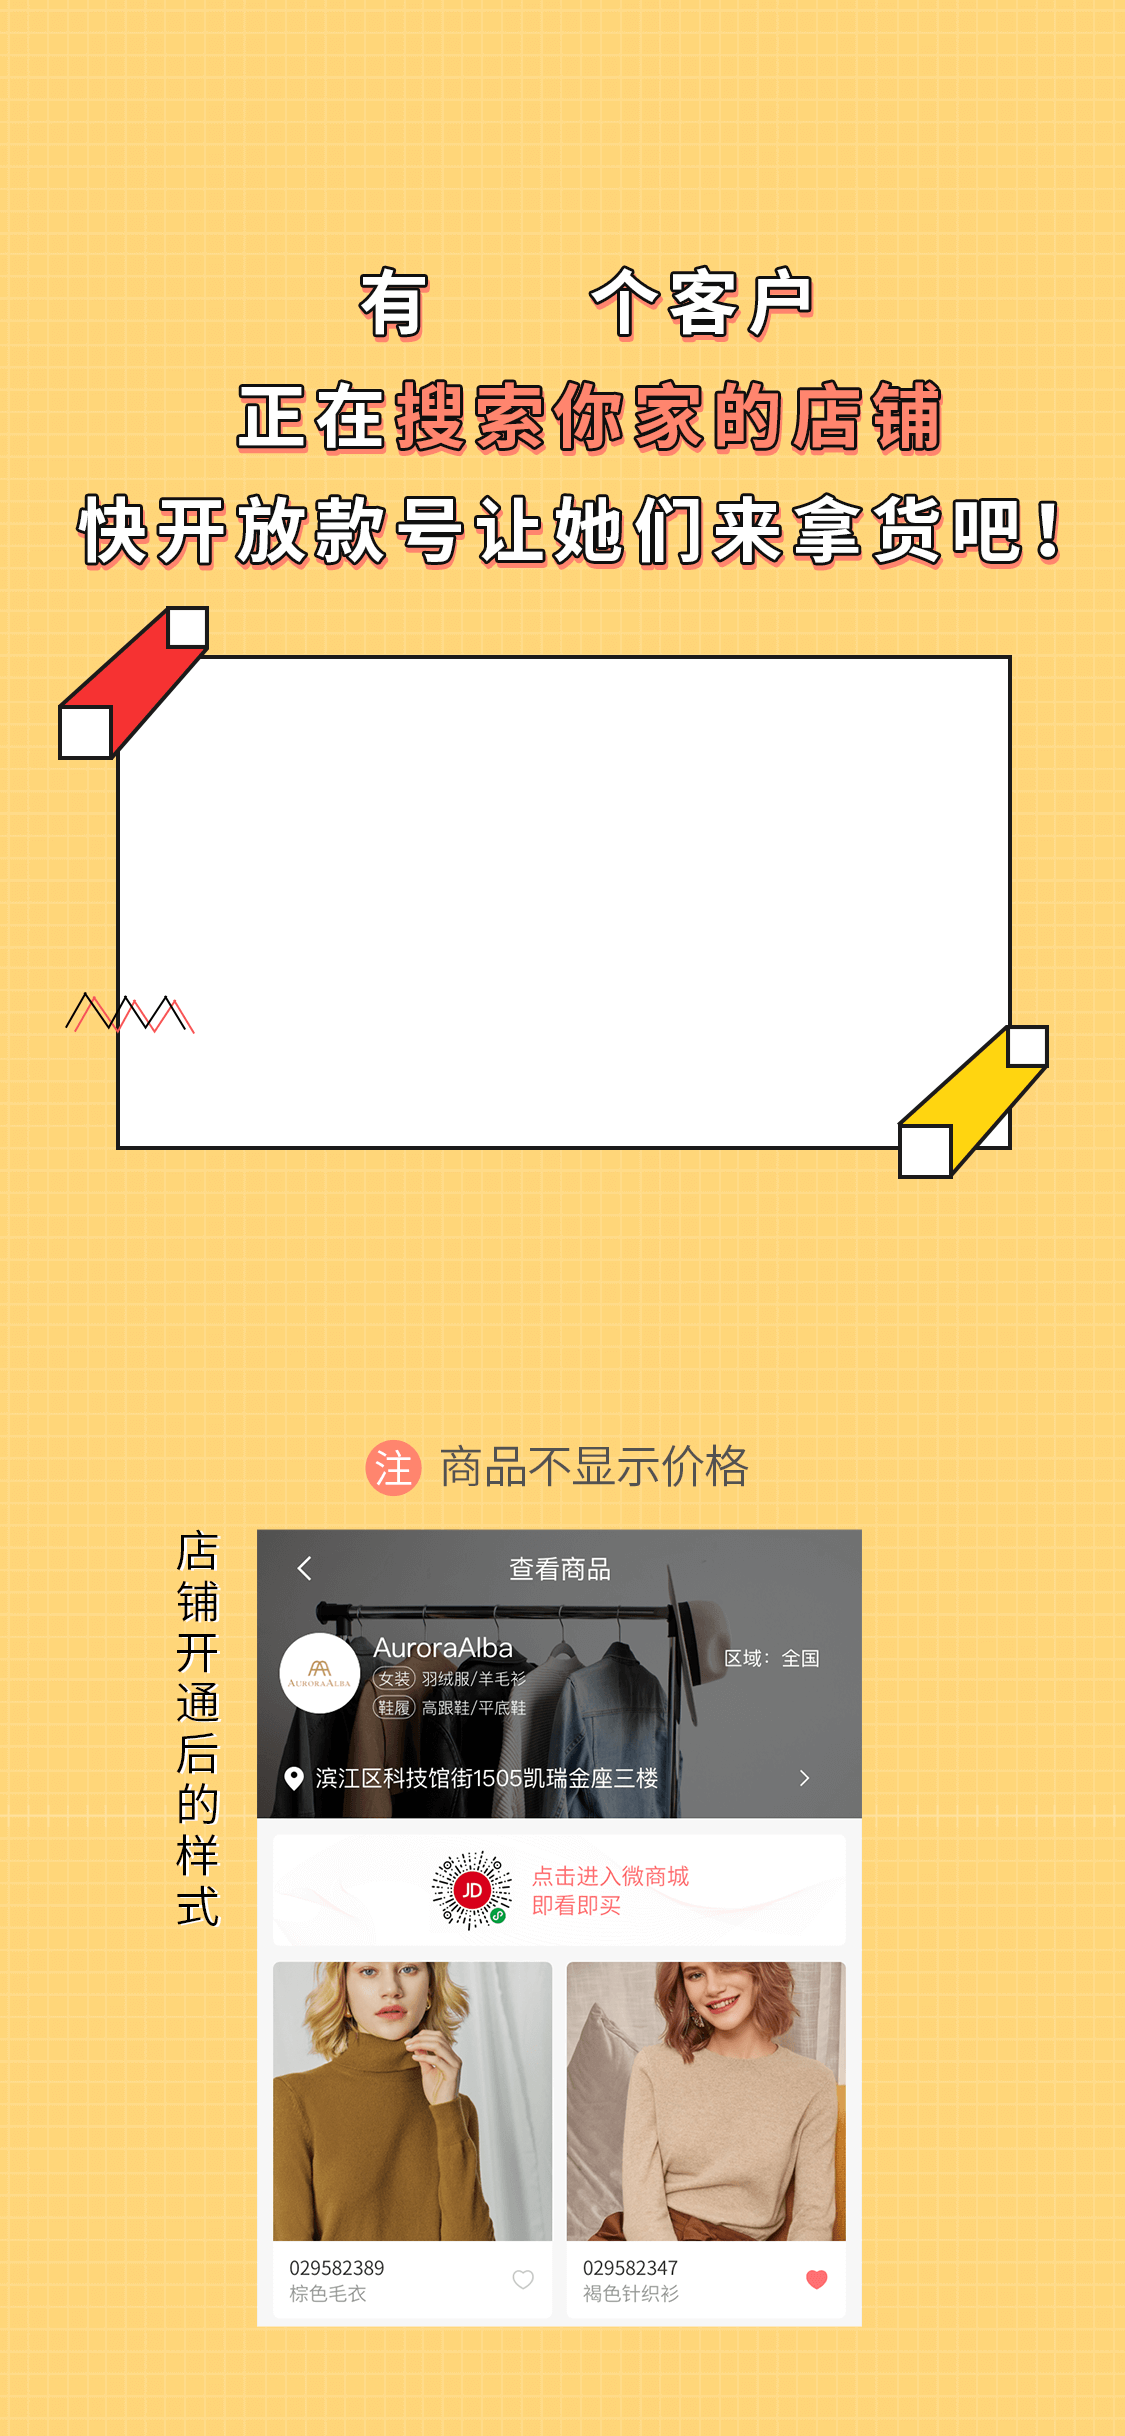 有 个客户
正在搜索你家的店铺
快开放款号让她们来拿货吧！
注 商品不显示价格
店铺开通后的样式
查看商品
AuroraAlba
女装 羽绒服/羊毛衫
鞋履 高跟鞋/平底鞋
区域：全国
AURORAALBA
滨江区科技馆街1505凯瑞金座三楼
JD
点击进入微商城
即看即买
029582389
棕色毛衣
029582347
褐色针织衫